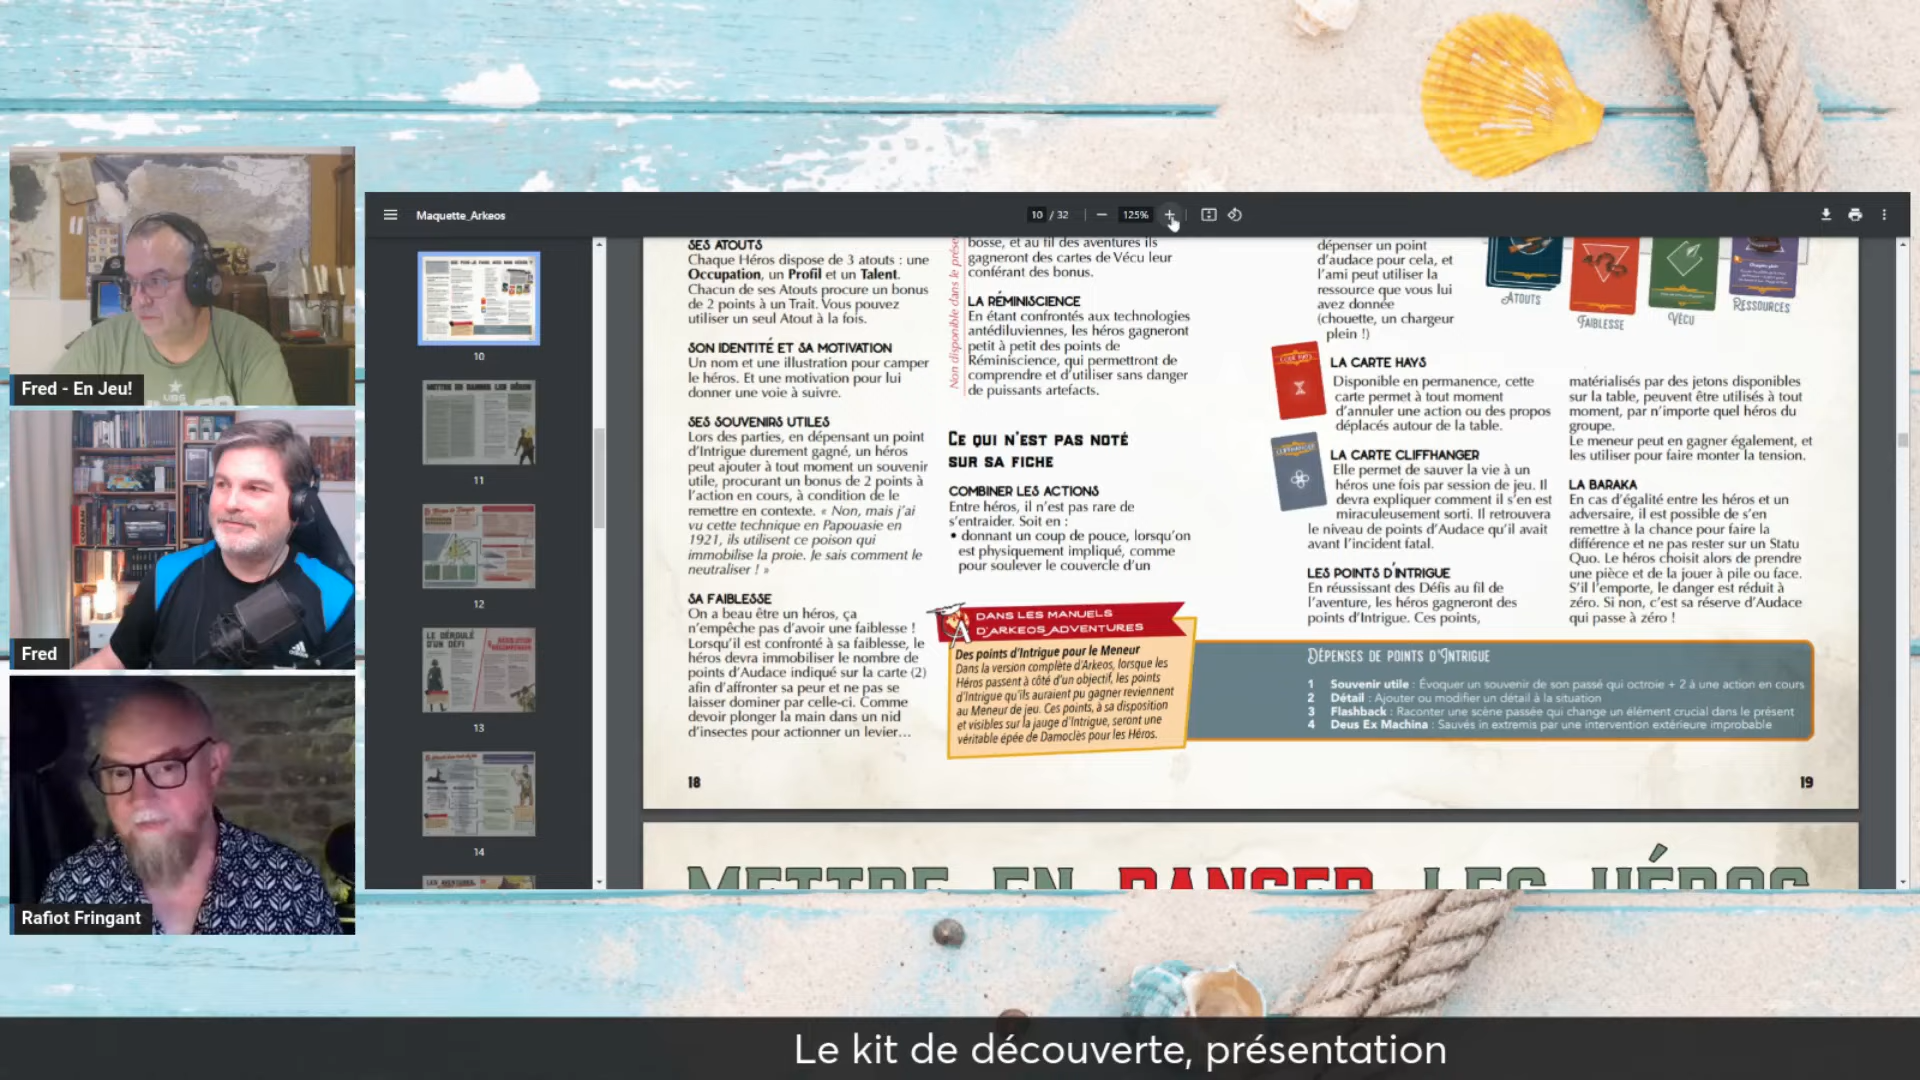 Maquette_Arkeos
10 / 32
125%
Fred - En Jeu!
Fred
Rafiot Fringant
10
11
12
13
14
SES ATOUTS
Chaque Héros dispose de 3 atouts : une
Occupation, un Profil et un Talent.
Chacun de ses Atouts procure un bonus
de 2 points à un Trait. Vous pouvez
utiliser un seul Atout à la fois.
SON IDENTITÉ ET SA MOTIVATION
Un nom et une illustration pour camper
le héros. Et une motivation pour lui
donner une voie à suivre.
SES SOUVENIRS UTILES
Lors des parties, en dépensant un point
d'Intrigue durement gagné, un héros
peut ajouter à tout moment un souvenir
utile, procurant un bonus de 2 points à
l'action en cours, à condition de le
remettre en contexte. « Non, mais j'ai
vu cette technique en Papouasie en
1921, ils utilisent ce poison qui
immobilise la proie. Je sais comment le
neutraliser ! »
SA FAIBLESSE
On a beau être un héros, ça
n'empêche pas d'avoir une faiblesse !
Lorsqu'il est confronté à sa faiblesse, le
héros devra immobiliser le nombre de
points d'Audace indiqué sur la carte (2)
afin d'affronter sa peur et ne pas se
laisser dominer par celle-ci. Comme
devoir plonger la main dans un nid
d'insectes pour actionner un levier...
18
Non disponible dans le prése
bosse, et au fil des aventures ils
gagneront des cartes de Vécu leur
conférant des bonus.
LA RÉMINISCIENCE
En étant confrontés aux technologies
antédiluviennes, les héros gagneront
petit à petit des points de
Réminiscience, qui permettront de
comprendre et d'utiliser sans danger
de puissants artefacts.
CE QUI N'EST PAS NOTÉ
SUR SA FICHE
COMBINER LES ACTIONS
Entre héros, il n'est pas rare de
s'entraider. Soit en :
• donnant un coup de pouce, lorsqu'on
est physiquement impliqué, comme
pour soulever le couvercle d'un
DANS LES MANUELS
D'ARKEOS ADVENTURES
Des points d'Intrigue pour le Meneur
Dans la version complète d'Arkeos, lorsque les
Héros passent à côté d'un objectif, les points
d'Intrigue qu'ils auraient pu gagner reviennent
au Meneur de jeu. Ces points, à sa disposition
et visibles sur la jauge d'Intrigue, seront une
véritable épée de Damoclès pour les Héros.
dépenser un point
d'audace pour cela, et
l'ami peut utiliser la
ressource que vous lui
avez donnée
(chouette, un chargeur
plein !)
ATOUTS
FAIBLESSE
VÉCU
RESSOURCES
LA CARTE HAYS
Disponible en permanence, cette
carte permet à tout moment
d'annuler une action ou des propos
déplacés autour de la table.
LA CARTE CLIFFHANGER
Elle permet de sauver la vie à un
héros une fois par session de jeu. Il
devra expliquer comment il s'en est
miraculeusement sorti. Il retrouvera
le niveau de points d'Audace qu'il avait
avant l'incident fatal.
LES POINTS D'INTRIGUE
En réussissant des Défis au fil de
l'aventure, les héros gagneront des
points d'Intrigue. Ces points,
matérialisés par des jetons disponibles
sur la table, peuvent être utilisés à tout
moment, par n'importe quel héros du
groupe.
Le meneur peut en gagner également, et
les utiliser pour faire monter la tension.
LA BARAKA
En cas d'égalité entre les héros et un
adversaire, il est possible de s'en
remettre à la chance pour faire la
différence et ne pas rester sur un Statu
Quo. Le héros choisit alors de prendre
une pièce et de la jouer à pile ou face.
S'il l'emporte, le danger est réduit à
zéro. Si non, c'est sa réserve d'Audace
qui passe à zéro !
DÉPENSES DE POINTS D'INTRIGUE
1 Souvenir utile : Évoquer un souvenir de son passé qui octroie + 2 à une action en cours
2 Détail : Ajouter ou modifier un détail à la situation
3 Flashback : Raconter une scène passée qui change un élément crucial dans le présent
4 Deus Ex Machina : Sauvés in extremis par une intervention extérieure improbable
19
METTRE EN DANGER LES HÉROS
Le kit de découverte, présentation